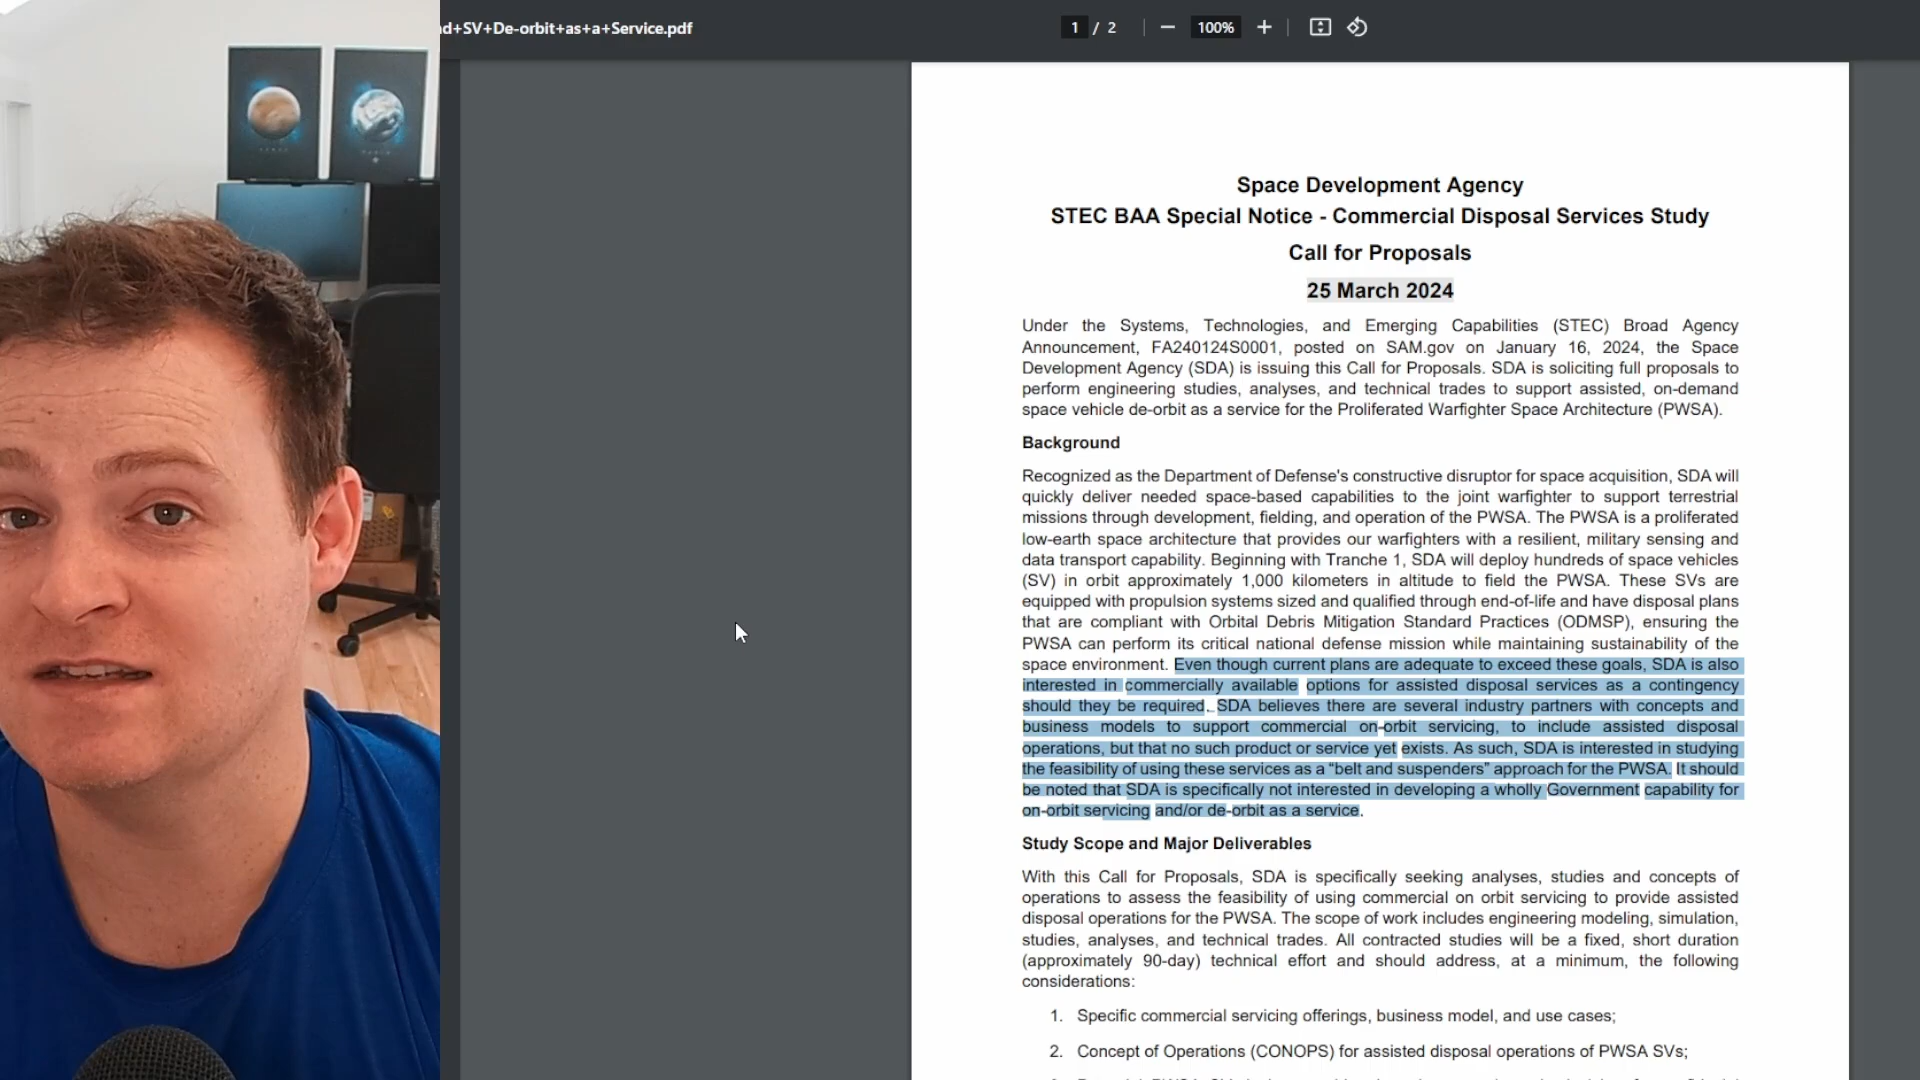 d+SV+De-orbit+as+a+Service.pdf
1 / 2
100%
Space Development Agency
STEC BAA Special Notice - Commercial Disposal Services Study
Call for Proposals
25 March 2024
Under the Systems, Technologies, and Emerging Capabilities (STEC) Broad Agency
Announcement, FA240124S0001, posted on SAM.gov on January 16, 2024, the Space
Development Agency (SDA) is issuing this Call for Proposals. SDA is soliciting full proposals to
perform engineering studies, analyses, and technical trades to support assisted, on-demand
space vehicle de-orbit as a service for the Proliferated Warfighter Space Architecture (PWSA).
Background
Recognized as the Department of Defense's constructive disruptor for space acquisition, SDA will
quickly deliver needed space-based capabilities to the joint warfighter to support terrestrial
missions through development, fielding, and operation of the PWSA. The PWSA is a proliferated
low-earth space architecture that provides our warfighters with a resilient, military sensing and
data transport capability. Beginning with Tranche 1, SDA will deploy hundreds of space vehicles
(SV) in orbit approximately 1,000 kilometers in altitude to field the PWSA. These SVs are
equipped with propulsion systems sized and qualified through end-of-life and have disposal plans
that are compliant with Orbital Debris Mitigation Standard Practices (ODMSP), ensuring the
PWSA can perform its critical national defense mission while maintaining sustainability of the
space environment. Even though current plans are adequate to exceed these goals, SDA is also
interested in commercially available options for assisted disposal services as a contingency
should they be required. SDA believes there are several industry partners with concepts and
business models to support commercial on-orbit servicing, to include assisted disposal
operations, but that no such product or service yet exists. As such, SDA is interested in studying
the feasibility of using these services as a “belt and suspenders” approach for the PWSA. It should
be noted that SDA is specifically not interested in developing a wholly Government capability for
on-orbit servicing and/or de-orbit as a service.
Study Scope and Major Deliverables
With this Call for Proposals, SDA is specifically seeking analyses, studies and concepts of
operations to assess the feasibility of using commercial on orbit servicing to provide assisted
disposal operations for the PWSA. The scope of work includes engineering modeling, simulation,
studies, analyses, and technical trades. All contracted studies will be a fixed, short duration
(approximately 90-day) technical effort and should address, at a minimum, the following
considerations:
1. Specific commercial servicing offerings, business model, and use cases;
2. Concept of Operations (CONOPS) for assisted disposal operations of PWSA SVs;